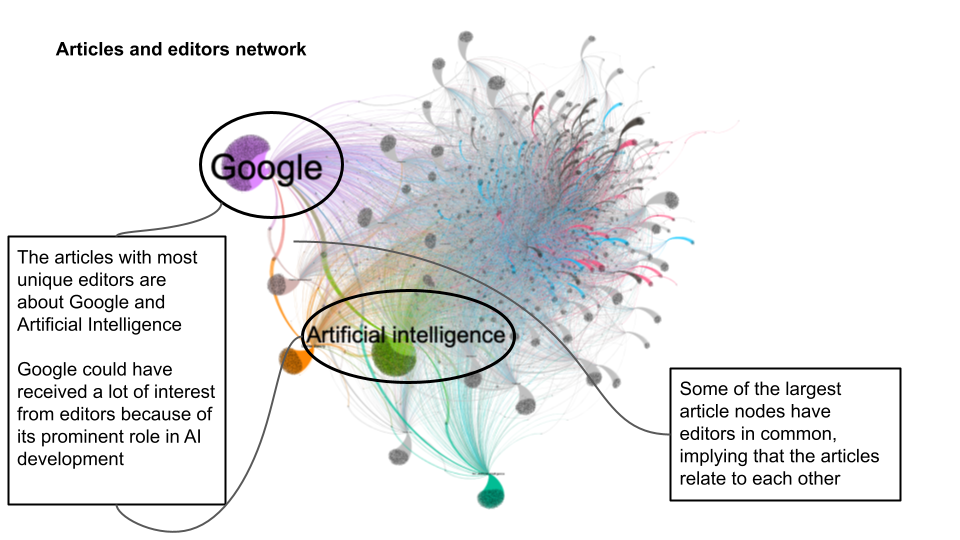 Articles and editors network
Google
The articles with most
unique editors are
about Google and
Artificial Intelligence
Google could have
received a lot of interest
from editors because of
its prominent role in AI
development
Artificial intelligence
Some of the largest
article nodes have
editors in common,
implying that the articles
relate to each other